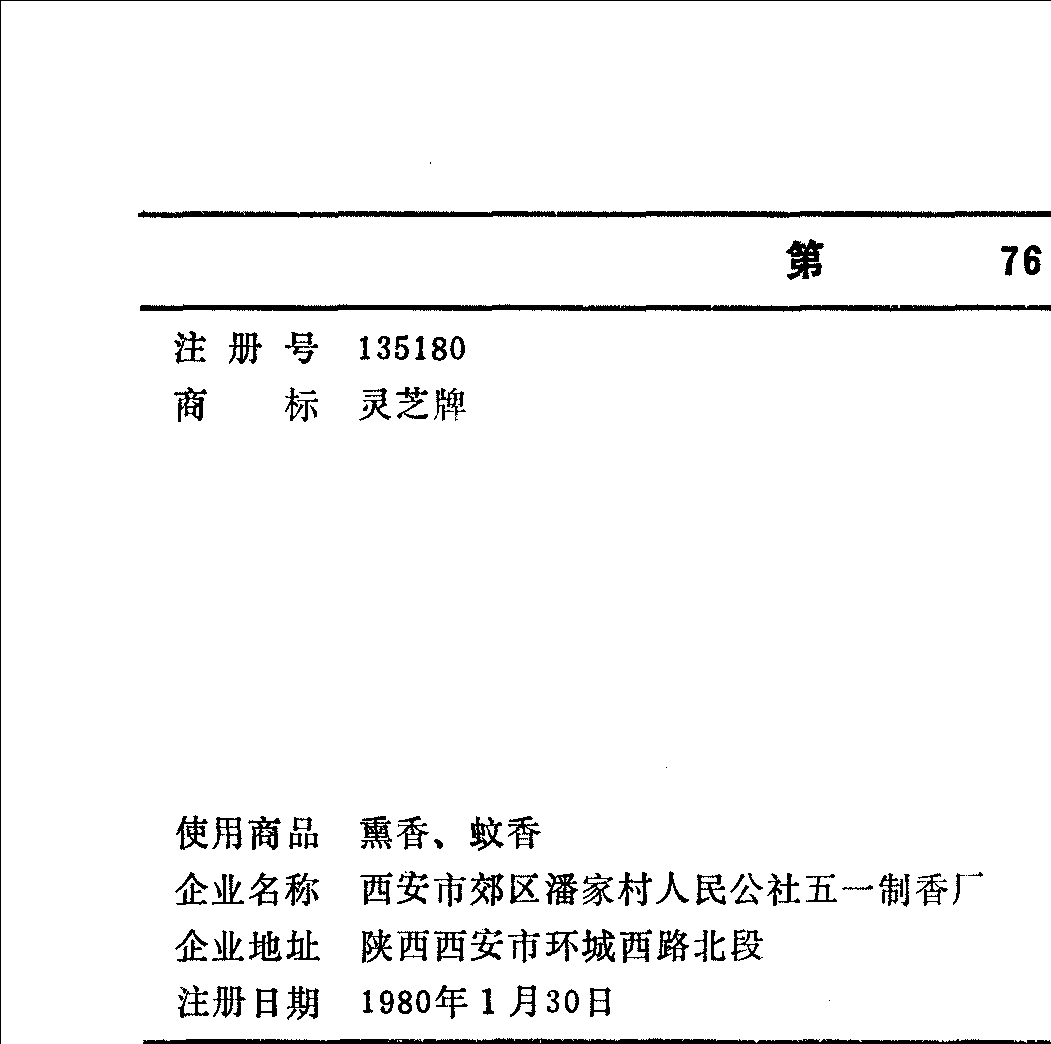 第 76
注册号 135180
商标 灵芝牌
使用商品 熏香、蚊香
企业名称 西安市郊区潘家村人民公社五一制香厂
企业地址 陕西西安市环城西路北段
注册日期 1980年1月30日